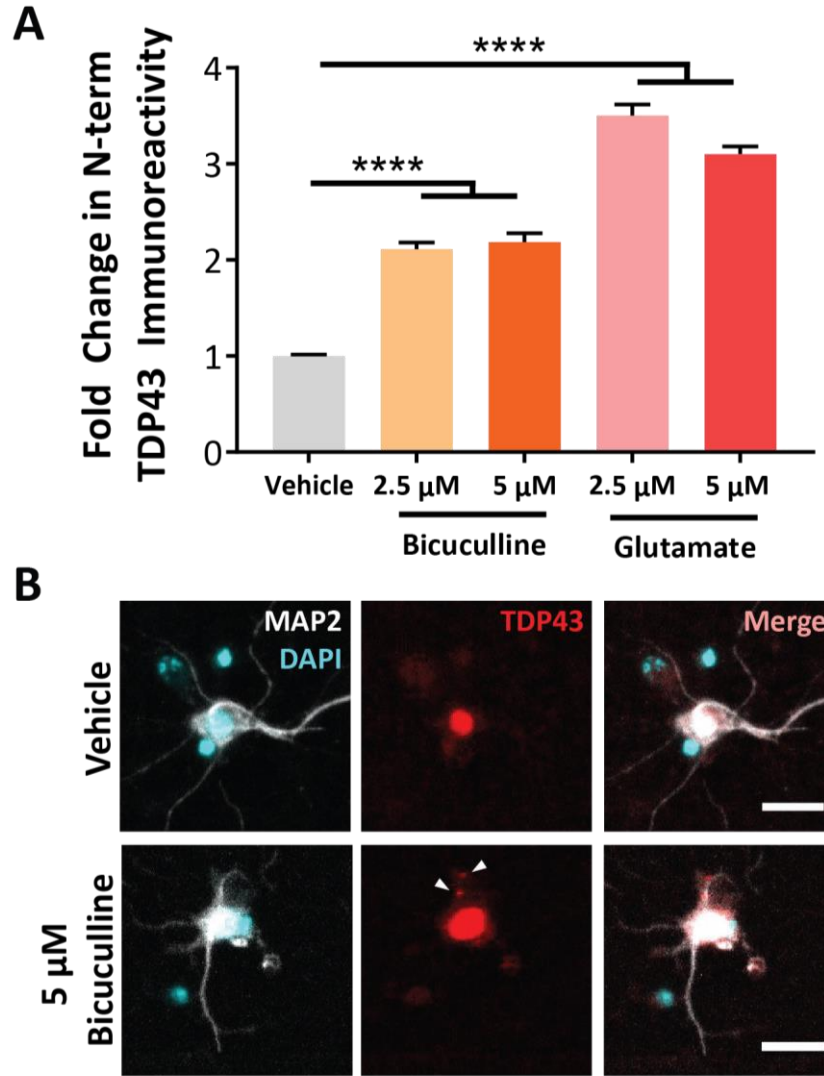 A
Fold Change in N-term
TDP43 Immunoreactivity
4
3
2
1
0
****
****
Vehicle
2.5 µM
5 µM
2.5 µM
5 µM
Bicuculline
Glutamate
B
Vehicle
MAP2
DAPI
TDP43
Merge
5 µM
Bicuculline